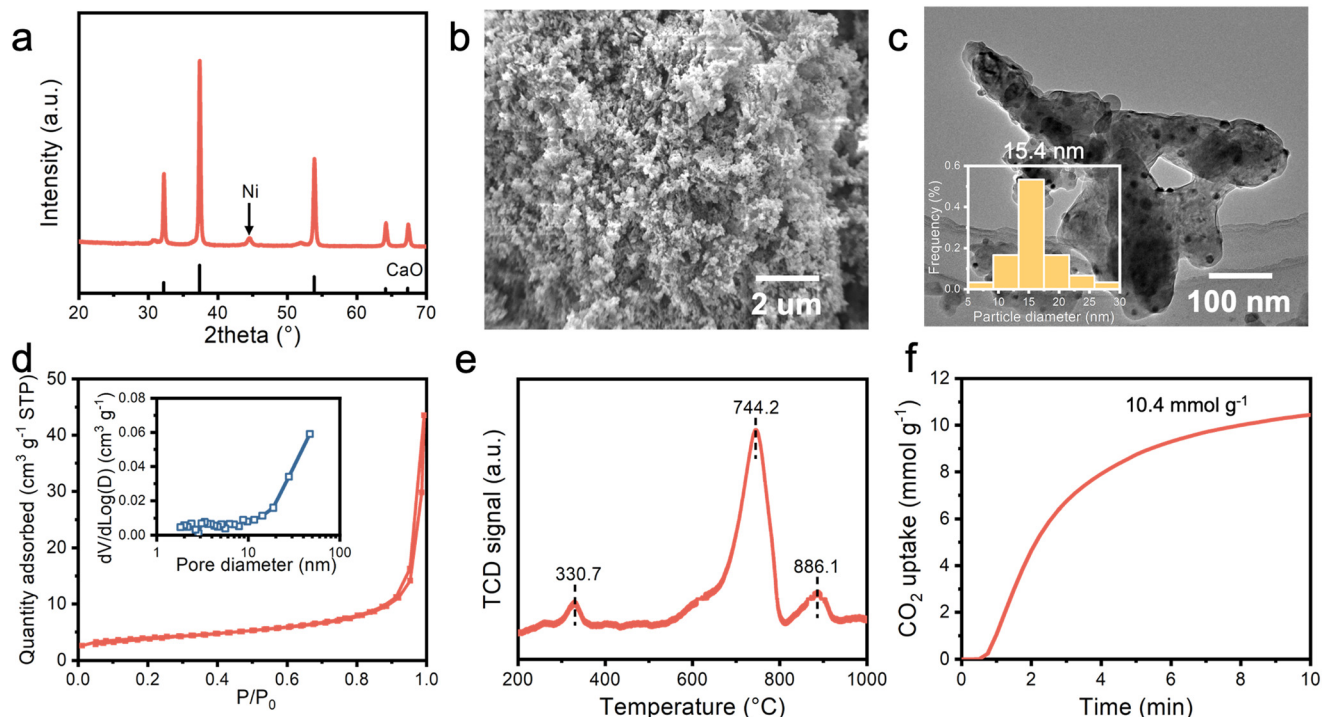 a
Intensity (a.u.)
Ni
CaO
20 30 40 50 60 70
2theta (°)
b
2 um
c
15.4 nm
Frequency (%)
0.6
0.4
0.2
0.0
5 10 15 20 25 30
Particle diameter (nm)
100 nm
d
Quantity adsorbed (cm³ g⁻¹ STP)
50
40
30
20
10
0
dV/dLog(D) (cm³ g⁻¹)
0.08
0.04
0.00
1 10 100
Pore diameter (nm)
0.0 0.2 0.4 0.6 0.8 1.0
P/P₀
e
TCD signal (a.u.)
744.2
330.7
886.1
200 400 600 800 1000
Temperature (°C)
f
CO₂ uptake (mmol g⁻¹)
12
10
8
6
4
2
0
10.4 mmol g⁻¹
0 2 4 6 8 10
Time (min)